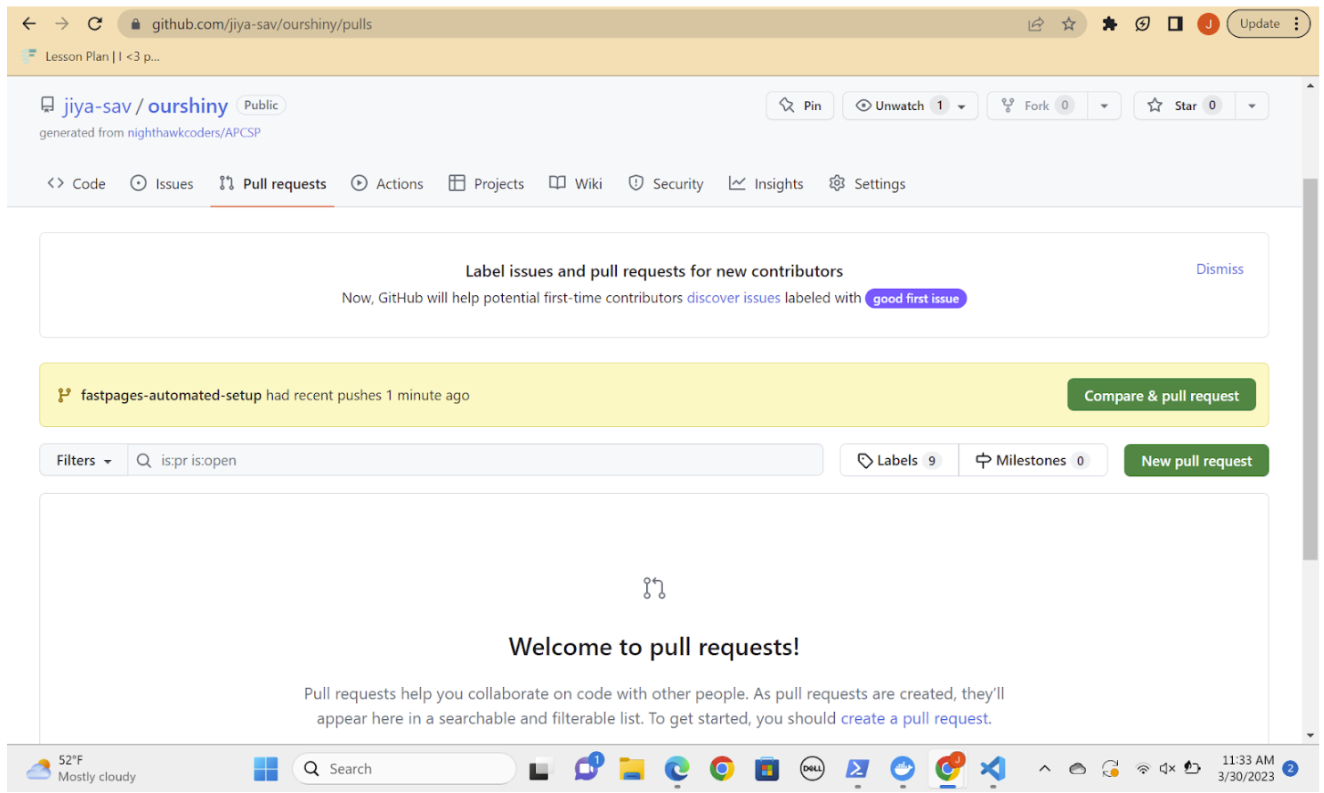 github.com/jiya-sav/ourshiny/pulls
J
Update
Lesson Plan | I <3 p...
jiya-sav / ourshiny Public
Pin
Unwatch 1
Fork 0
Star 0
generated from nighthawkcoders/APCSP
<> Code
Issues
Pull requests
Actions
Projects
Wiki
Security
Insights
Settings
Label issues and pull requests for new contributors
Dismiss
Now, GitHub will help potential first-time contributors discover issues labeled with good first issue
fastpages-automated-setup had recent pushes 1 minute ago
Compare & pull request
Filters
is:pr is:open
Labels 9
Milestones 0
New pull request
Welcome to pull requests!
Pull requests help you collaborate on code with other people. As pull requests are created, they'll
appear here in a searchable and filterable list. To get started, you should create a pull request.
52°F
Mostly cloudy
Search
1
DELL
J
11:33 AM
3/30/2023
2